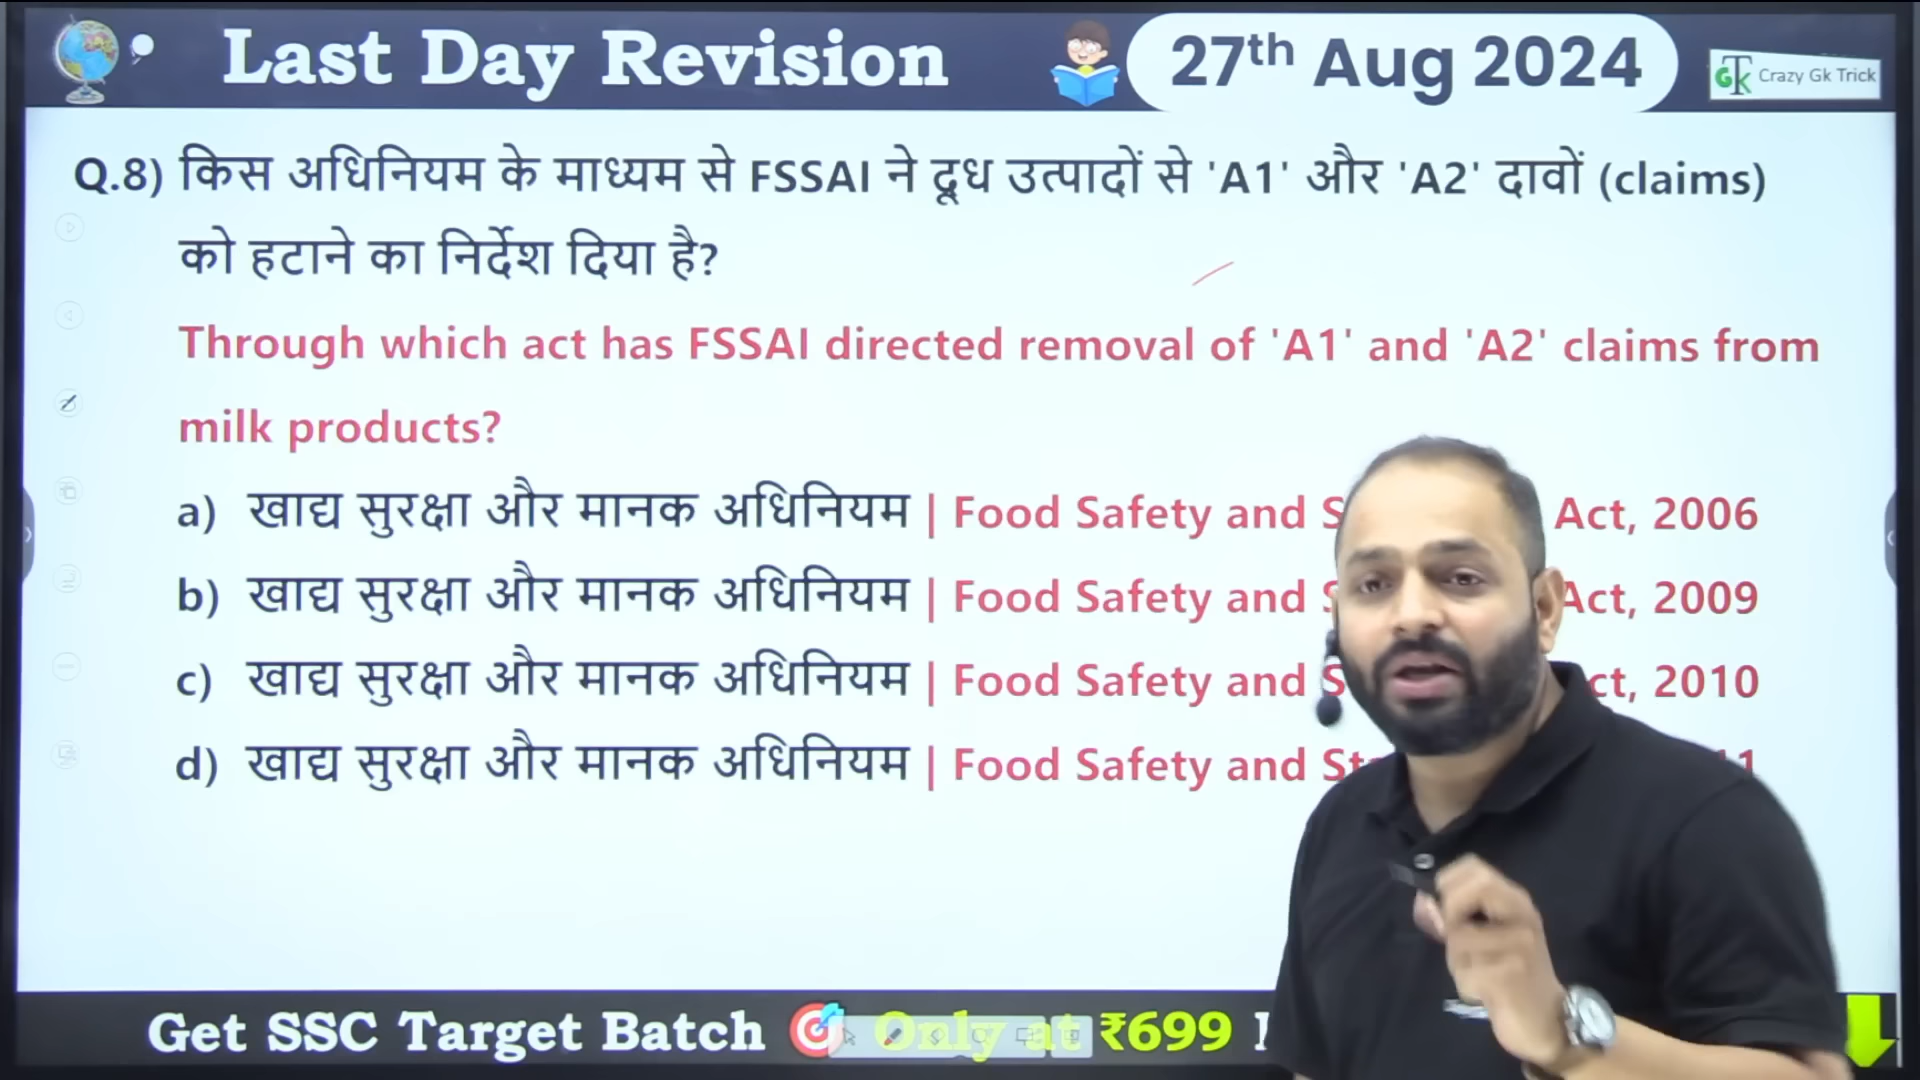 Last Day Revision
27th Aug 2024
GTK Crazy Gk Trick
Q.8) किस अधिनियम के माध्यम से FSSAI ने दूध उत्पादों से 'A1' और 'A2' दावों (claims)
को हटाने का निर्देश दिया है?
Through which act has FSSAI directed removal of 'A1' and 'A2' claims from
milk products?
a) खाद्य सुरक्षा और मानक अधिनियम | Food Safety and Act, 2006
b) खाद्य सुरक्षा और मानक अधिनियम | Food Safety and Act, 2009
c) खाद्य सुरक्षा और मानक अधिनियम | Food Safety and 2010
d) खाद्य सुरक्षा और मानक अधिनियम | Food Safety and
Get SSC Target Batch Only at ₹699